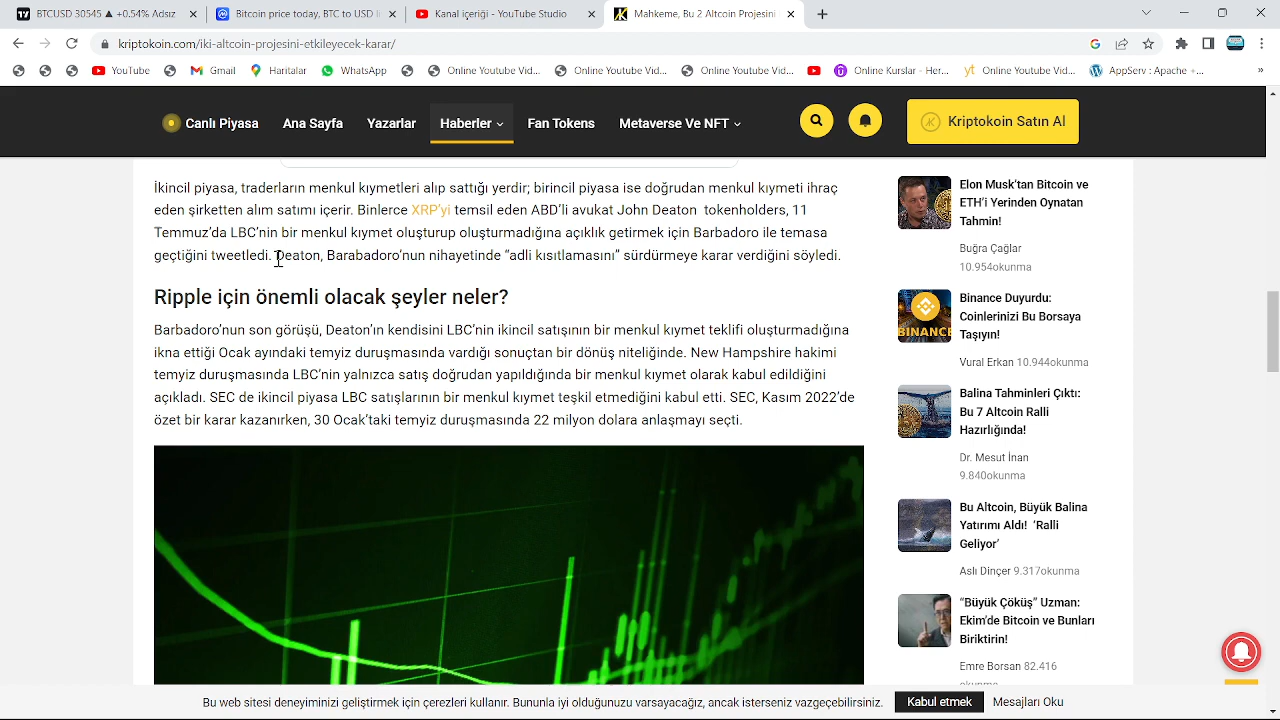 BTCUSD 30545 ▲ +0.54% Adsız
Bitcoin price today, BTC to USD li
Kanal içeriği - YouTube Studio
Mahkeme, Bu 2 Altcoin Projesini
kriptokoin.com/iki-altcoin-projesini-etkileyecek-karar/
YouTube
Gmail
Haritalar
WhatsApp
Online Youtube Vid...
Online Youtube Vid...
Online Youtube Vid...
Online Kurslar - Her...
Online Youtube Vid...
AppServ : Apache +...
Canlı Piyasa
Ana Sayfa
Yazarlar
Haberler
Fan Tokens
Metaverse Ve NFT
Kriptokoin Satın Al
İkincil piyasa, traderların menkul kıymetleri alıp sattığı yerdir; birincil piyasa ise doğrudan menkul kıymeti ihraç
eden şirketten alım satımı içerir. Binlerce XRP’yi temsil eden ABD’li avukat John Deaton tokenholders, 11
Temmuz’da LBC’nin bir menkul kıymet oluşturup oluşturmadığına açıklık getirmek için Barbadoro ile temasa
geçtiğini tweetledi. Barabadoro’nun nihayetinde “adli kısıtlamasını” sürdürmeye karar verdiğini söyledi.
Ripple için önemli olacak şeyler neler?
Barbadoro’nun son görüşü, Deaton’ın kendisini LBC’nin ikincil satışının bir menkul kıymet teklifi oluşturmadığına
ikna ettiği Ocak ayındaki temyiz duruşmasında vardığı sonuçtan bir dönüş niteliğinde. New Hampshire hakimi
temyiz duruşmasında LBC’nin yalnızca satış doğrudan yapıldığında bir menkul kıymet olarak kabul edildiğini
açıkladı. SEC de ikincil piyasa LBC satışlarının bir menkul kıymet teşkil etmediğini kabul etti. SEC, Kasım 2022’de
özet bir karar kazanırken, 30 Ocak’taki temyiz duruşmasında 22 milyon dolara anlaşmayı seçti.
Elon Musk’tan Bitcoin ve
ETH’i Yerinden Oynatan
Tahmin!
Buğra Çağlar
10.954okunma
BINANCE
Binance Duyurdu:
Coinlerinizi Bu Borsaya
Taşıyın!
Vural Erkan 10.944okunma
Balina Tahminleri Çıktı:
Bu 7 Altcoin Ralli
Hazırlığında!
Dr. Mesut İnan
9.840okunma
Bu Altcoin, Büyük Balina
Yatırımı Aldı! ‘Ralli
Geliyor’
Aslı Dinçer 9.317okunma
“Büyük Çöküş” Uzman:
Ekim’de Bitcoin ve Bunları
Biriktirin!
Emre Borsan 82.416
okunma
Hizmet deneyiminizi geliştirmek için çerezleri kullanıyoruz. Bununla iyi olduğunuzu varsayıyoruz, ancak isterseniz vazgeçebilirsiniz.
Kabul etmek
Mesajları Oku